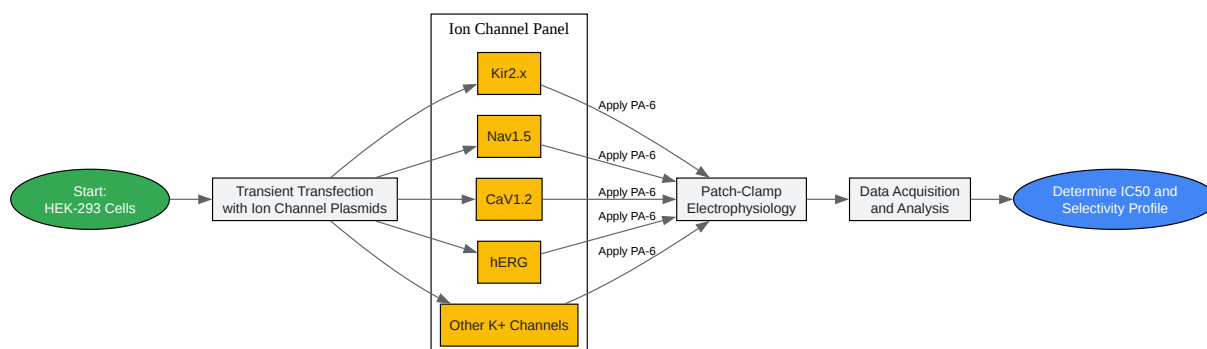 Ion Channel Panel
Start:
HEK-293 Cells
Transient Transfection
with Ion Channel Plasmids
Kir2.x
Nav1.5
CaV1.2
hERG
Other K+ Channels
Apply PA-6
Apply PA-6
Apply PA-6
Apply PA-6
Apply PA-6
Patch-Clamp
Electrophysiology
Data Acquisition
and Analysis
Determine IC50 and
Selectivity Profile